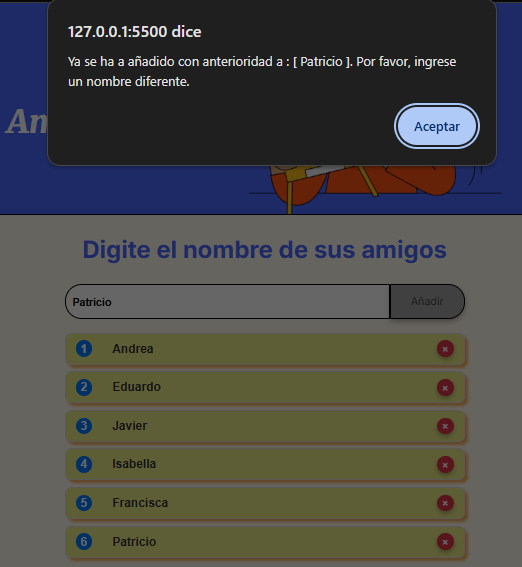 127.0.0.1:5500 dice
Ya se ha a añadido con anterioridad a : [ Patricio ]. Por favor, ingrese
un nombre diferente.
Aceptar
Am
Digite el nombre de sus amigos
Patricio
Añadir
1 Andrea
2 Eduardo
3 Javier
4 Isabella
5 Francisca
6 Patricio